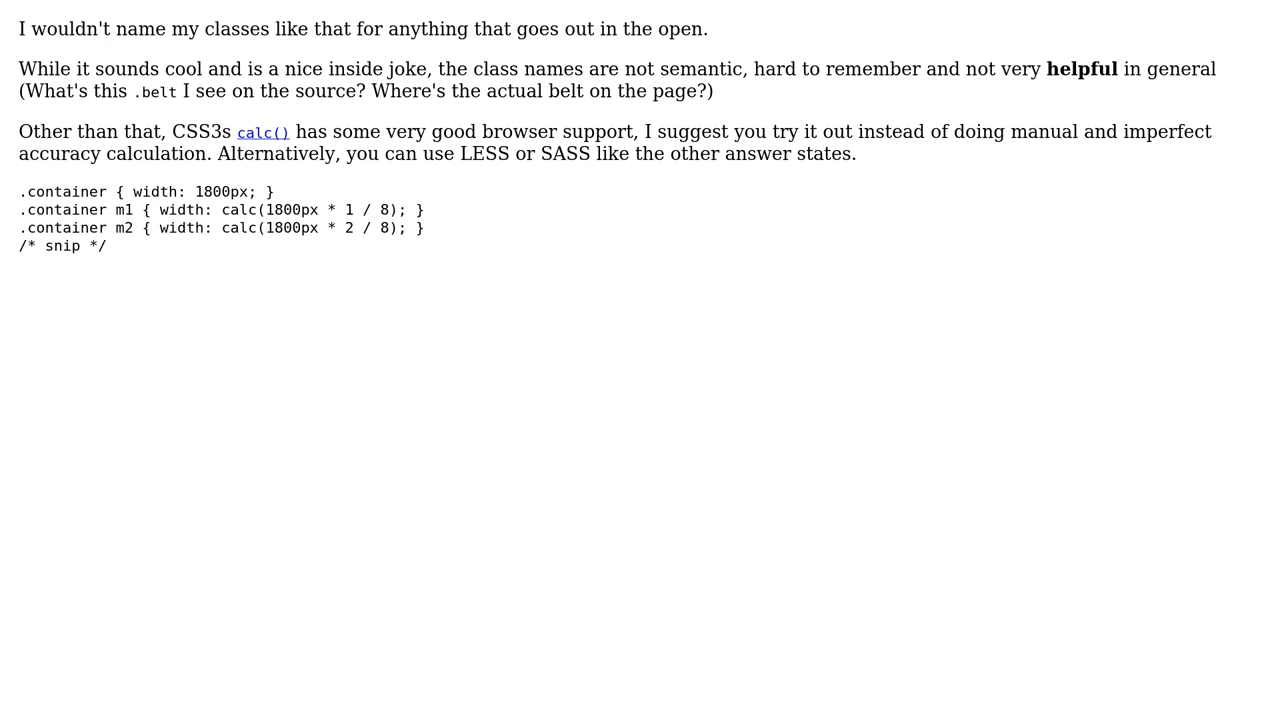 I wouldn't name my classes like that for anything that goes out in the open.
While it sounds cool and is a nice inside joke, the class names are not semantic, hard to remember and not very helpful in general
(What's this .belt I see on the source? Where's the actual belt on the page?)
Other than that, CSS3s calc() has some very good browser support, I suggest you try it out instead of doing manual and imperfect
accuracy calculation. Alternatively, you can use LESS or SASS like the other answer states.
.container { width: 1800px; }
.container m1 { width: calc(1800px * 1 / 8); }
.container m2 { width: calc(1800px * 2 / 8); }
/* snip */